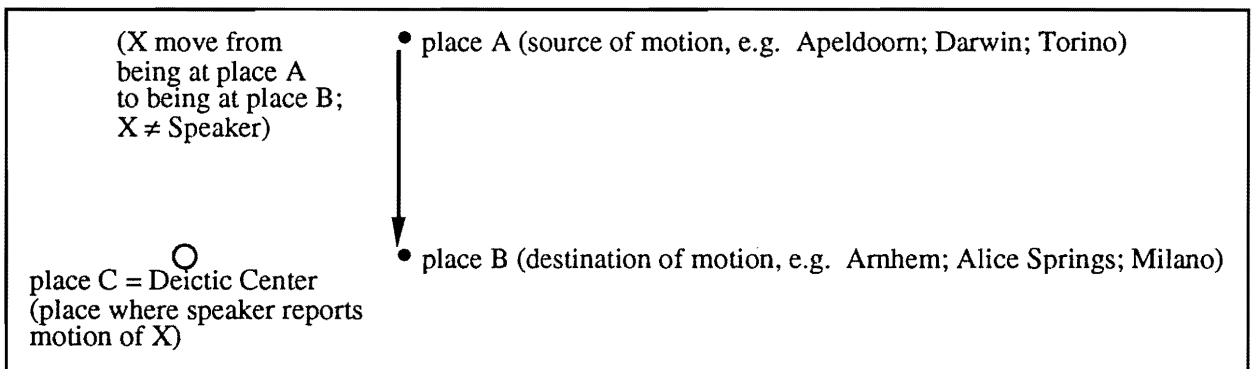 (X move from
being at place A
to being at place B;
X ≠ Speaker)
place A (source of motion, e.g. Apeldoorn; Darwin; Torino)
place B (destination of motion, e.g. Arnhem; Alice Springs; Milano)
place C = Deictic Center
(place where speaker reports
motion of X)